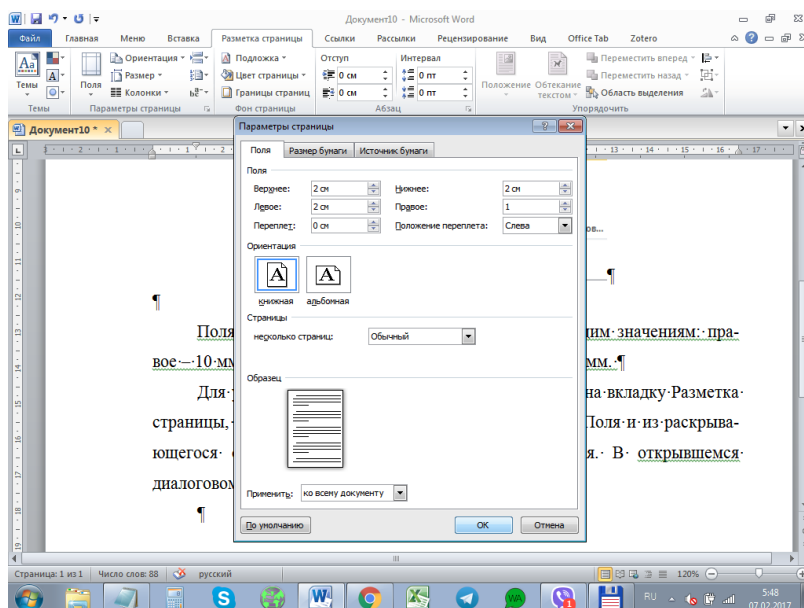 Документ10 - Microsoft Word
Файл Главная Меню Вставка Разметка страницы Ссылки Рассылки Рецензирование Вид Office Tab Zotero
Темы
Поля
Ориентация
Размер
Колонки
Подложка
Цвет страницы
Границы страниц
Отступ
0 см
0 см
Интервал
0 пт
0 пт
Положение
Обтекание текстом
Переместить вперед
Переместить назад
Область выделения
Темы Параметры страницы Фон страницы Абзац Упорядочить
Документ10 *
Параметры страницы
Поля Размер бумаги Источник бумаги
Поля
Верхнее: 2 см Нижнее: 2 см
Левое: 2 см Правое: 1
Переплет: 0 см Положение переплета: Слева
Ориентация
книжная альбомная
Страницы
несколько страниц: Обычный
Образец
Применить: ко всему документу
По умолчанию ОК Отмена
ов...
¶
¶
Поля им·значениям:·пра-
вое·–·10·мм мм.·¶
Для· на·вкладку·Разметка·
страницы,· Поля·и·из·раскрыва-
ющегося· я.· В· открывшемся·
диалоговом
¶
Страница: 1 из 1 Число слов: 88 русский 120%
RU 5:48
07.02.2017